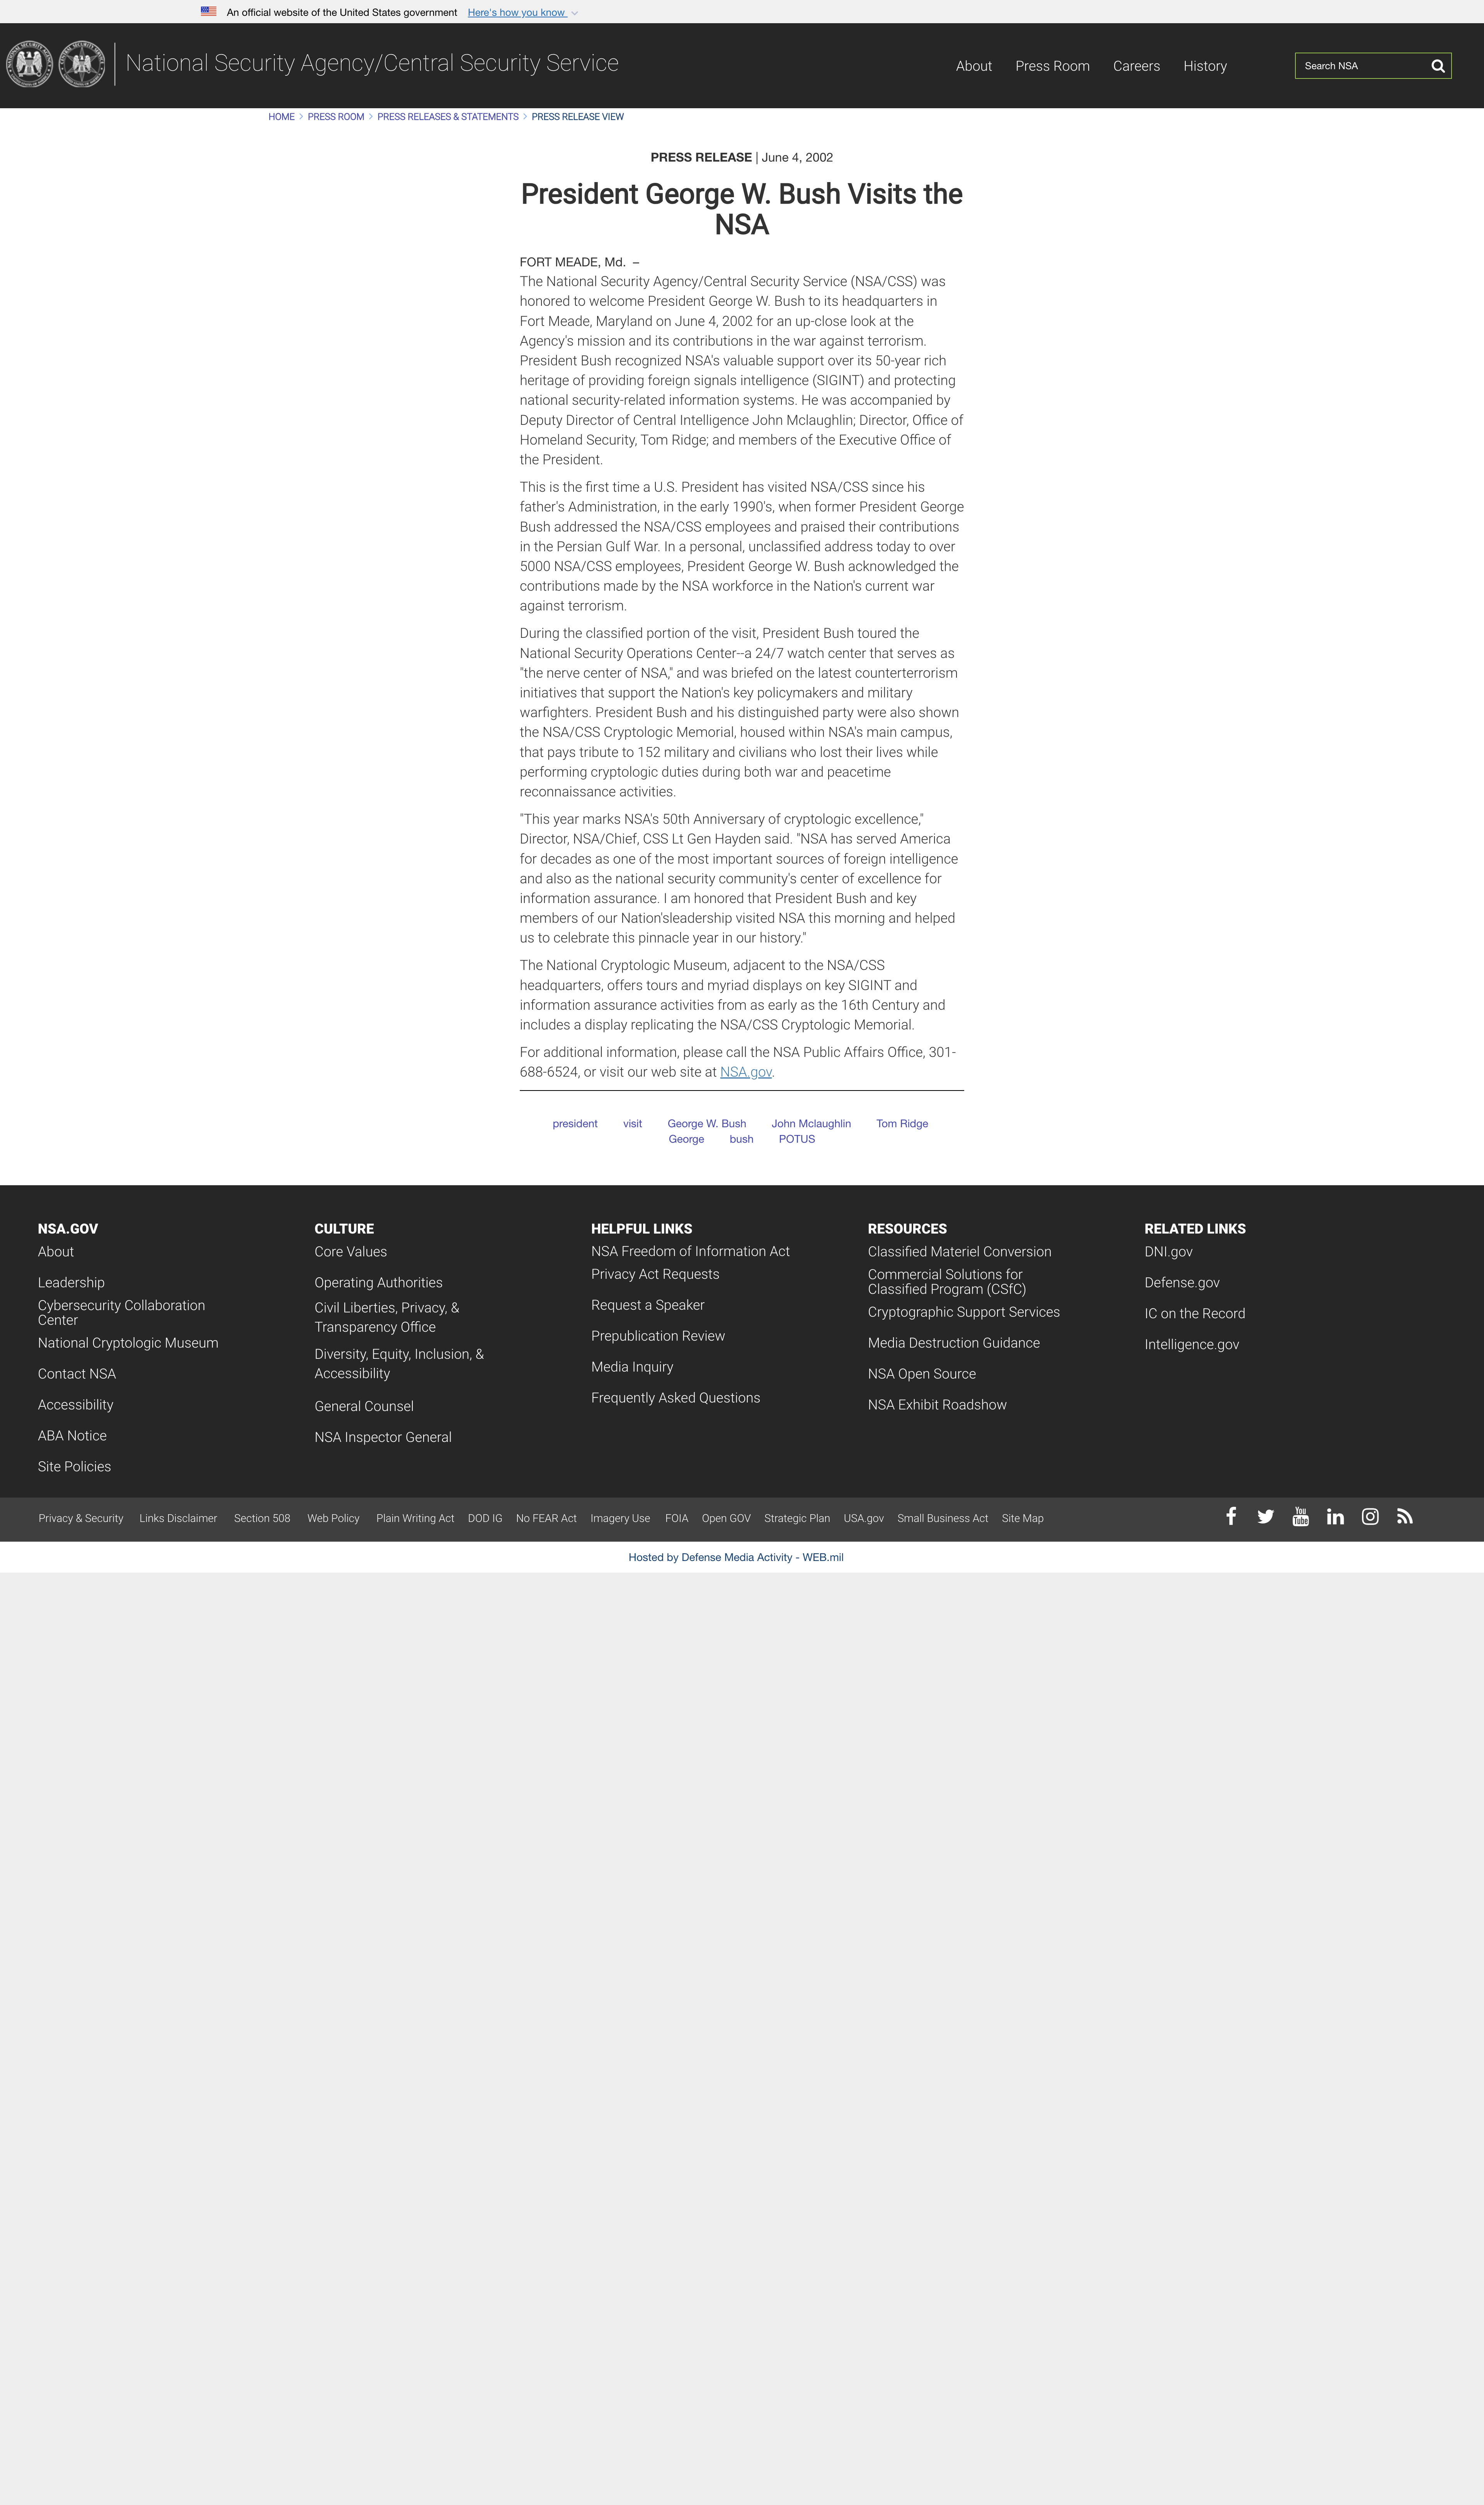 An official website of the United States government Here's how you know
National Security Agency/Central Security Service
About Press Room Careers History
Search NSA
HOME > PRESS ROOM > PRESS RELEASES & STATEMENTS > PRESS RELEASE VIEW
PRESS RELEASE | June 4, 2002
President George W. Bush Visits the
NSA
FORT MEADE, Md. –
The National Security Agency/Central Security Service (NSA/CSS) was
honored to welcome President George W. Bush to its headquarters in
Fort Meade, Maryland on June 4, 2002 for an up-close look at the
Agency's mission and its contributions in the war against terrorism.
President Bush recognized NSA's valuable support over its 50-year rich
heritage of providing foreign signals intelligence (SIGINT) and protecting
national security-related information systems. He was accompanied by
Deputy Director of Central Intelligence John Mclaughlin; Director, Office of
Homeland Security, Tom Ridge; and members of the Executive Office of
the President.
This is the first time a U.S. President has visited NSA/CSS since his
father's Administration, in the early 1990's, when former President George
Bush addressed the NSA/CSS employees and praised their contributions
in the Persian Gulf War. In a personal, unclassified address today to over
5000 NSA/CSS employees, President George W. Bush acknowledged the
contributions made by the NSA workforce in the Nation's current war
against terrorism.
During the classified portion of the visit, President Bush toured the
National Security Operations Center--a 24/7 watch center that serves as
"the nerve center of NSA," and was briefed on the latest counterterrorism
initiatives that support the Nation's key policymakers and military
warfighters. President Bush and his distinguished party were also shown
the NSA/CSS Cryptologic Memorial, housed within NSA's main campus,
that pays tribute to 152 military and civilians who lost their lives while
performing cryptologic duties during both war and peacetime
reconnaissance activities.
"This year marks NSA's 50th Anniversary of cryptologic excellence,"
Director, NSA/Chief, CSS Lt Gen Hayden said. "NSA has served America
for decades as one of the most important sources of foreign intelligence
and also as the national security community's center of excellence for
information assurance. I am honored that President Bush and key
members of our Nation'sleadership visited NSA this morning and helped
us to celebrate this pinnacle year in our history."
The National Cryptologic Museum, adjacent to the NSA/CSS
headquarters, offers tours and myriad displays on key SIGINT and
information assurance activities from as early as the 16th Century and
includes a display replicating the NSA/CSS Cryptologic Memorial.
For additional information, please call the NSA Public Affairs Office, 301-
688-6524, or visit our web site at NSA.gov.
president visit George W. Bush John Mclaughlin Tom Ridge
George bush POTUS
NSA.GOV
About
Leadership
Cybersecurity Collaboration
Center
National Cryptologic Museum
Contact NSA
Accessibility
ABA Notice
Site Policies
CULTURE
Core Values
Operating Authorities
Civil Liberties, Privacy, &
Transparency Office
Diversity, Equity, Inclusion, &
Accessibility
General Counsel
NSA Inspector General
HELPFUL LINKS
NSA Freedom of Information Act
Privacy Act Requests
Request a Speaker
Prepublication Review
Media Inquiry
Frequently Asked Questions
RESOURCES
Classified Materiel Conversion
Commercial Solutions for
Classified Program (CSfC)
Cryptographic Support Services
Media Destruction Guidance
NSA Open Source
NSA Exhibit Roadshow
RELATED LINKS
DNI.gov
Defense.gov
IC on the Record
Intelligence.gov
Privacy & Security Links Disclaimer Section 508 Web Policy Plain Writing Act DOD IG No FEAR Act Imagery Use FOIA Open GOV Strategic Plan USA.gov Small Business Act Site Map
Hosted by Defense Media Activity - WEB.mil